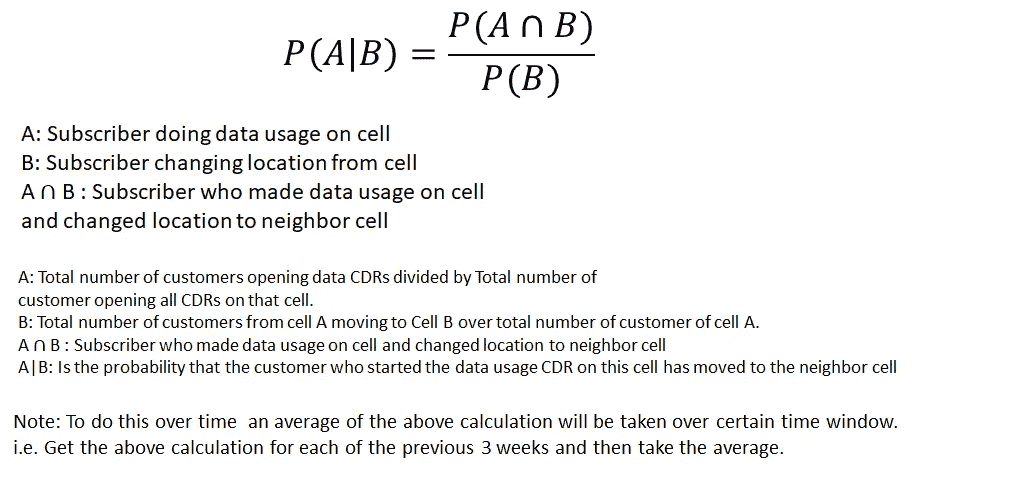 P(A|B) = P(A ∩ B) / P(B)
A: Subscriber doing data usage on cell
B: Subscriber changing location from cell
A ∩ B : Subscriber who made data usage on cell
and changed location to neighbor cell
A: Total number of customers opening data CDRs divided by Total number of
customer opening all CDRs on that cell.
B: Total number of customers from cell A moving to Cell B over total number of customer of cell A.
A ∩ B : Subscriber who made data usage on cell and changed location to neighbor cell
A|B: Is the probability that the customer who started the data usage CDR on this cell has moved to the neighbor cell
Note: To do this over time an average of the above calculation will be taken over certain time window.
i.e. Get the above calculation for each of the previous 3 weeks and then take the average.